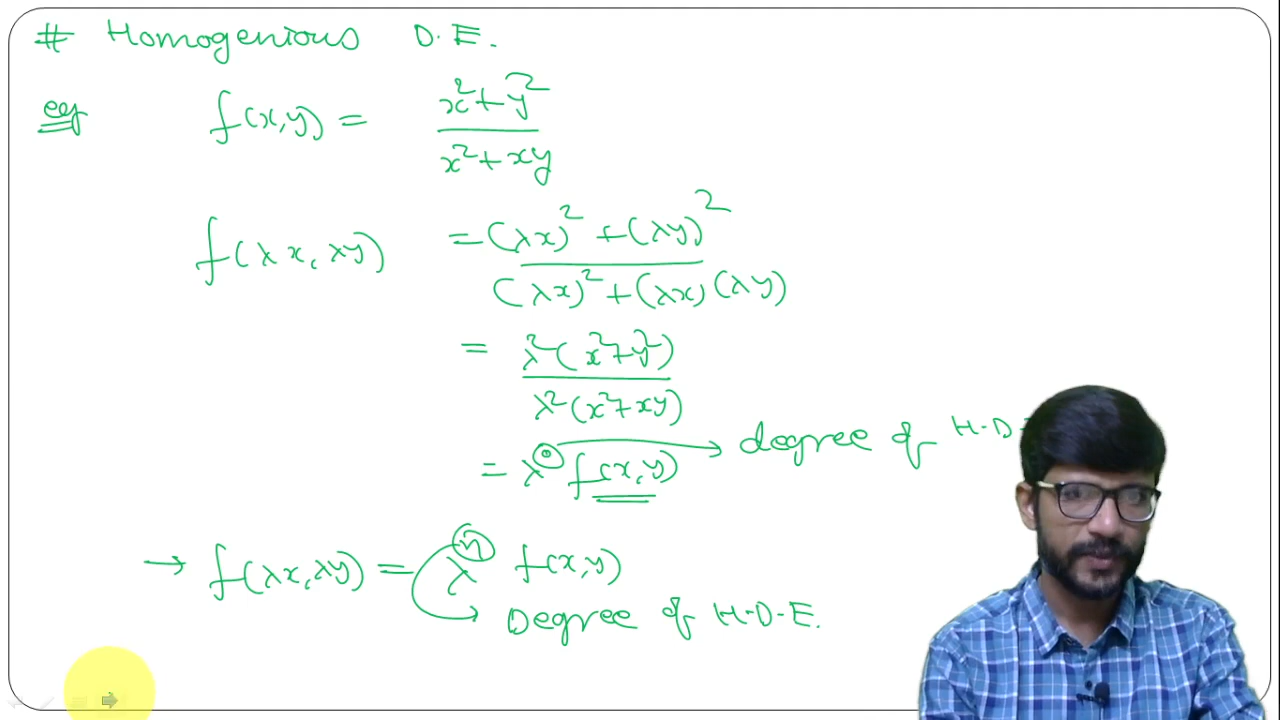 # Homogenious D.E.
eg f(x,y) = x²+y² / x²+xy
f(λx, λy) = (λx)² + (λy)² / (λx)² + (λx)(λy)
= λ²(x²+y²) / λ²(x²+xy)
= λ⁰ f(x,y) → degree of H.D.
→ f(λx, λy) = λⁿ f(x,y)
Degree of H.D.E.